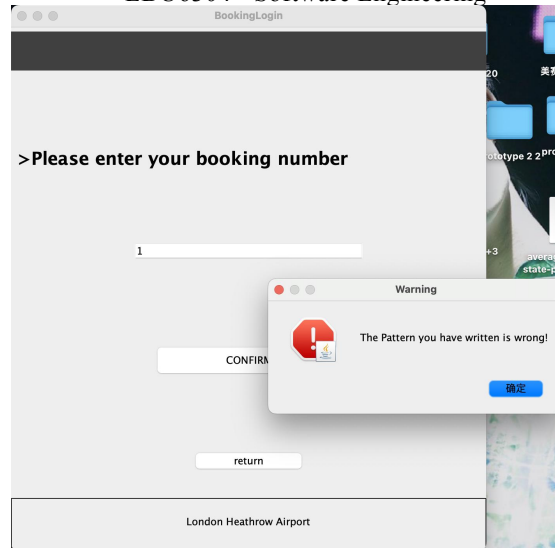 BookingLogin
20
>Please enter your booking number
ototype 2 2
1
+3
Warning
The Pattern you have written is wrong!
CONFIRM
确定
return
London Heathrow Airport